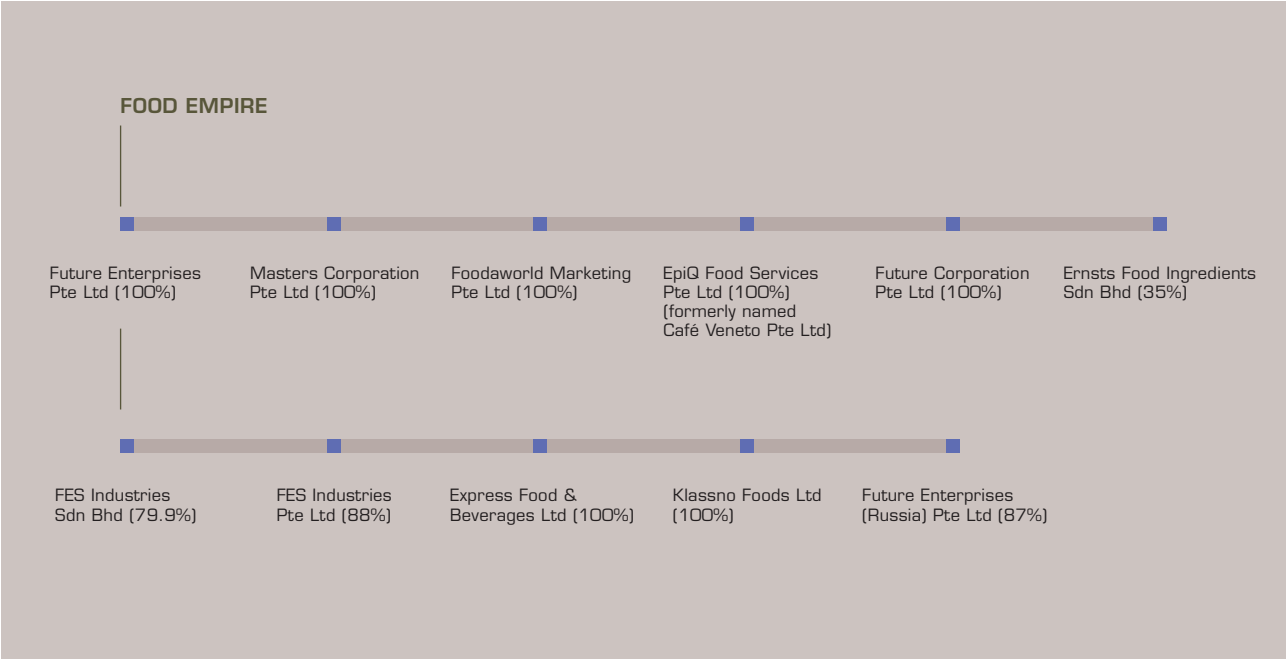 FOOD EMPIRE
Future Enterprises
Pte Ltd (100%)
Masters Corporation
Pte Ltd (100%)
Foodaworld Marketing
Pte Ltd (100%)
EpiQ Food Services
Pte Ltd (100%)
(formerly named
Café Veneto Pte Ltd)
Future Corporation
Pte Ltd (100%)
Ernsts Food Ingredients
Sdn Bhd (35%)
FES Industries
Sdn Bhd (79.9%)
FES Industries
Pte Ltd (88%)
Express Food &
Beverages Ltd (100%)
Klassno Foods Ltd
(100%)
Future Enterprises
(Russia) Pte Ltd (87%)